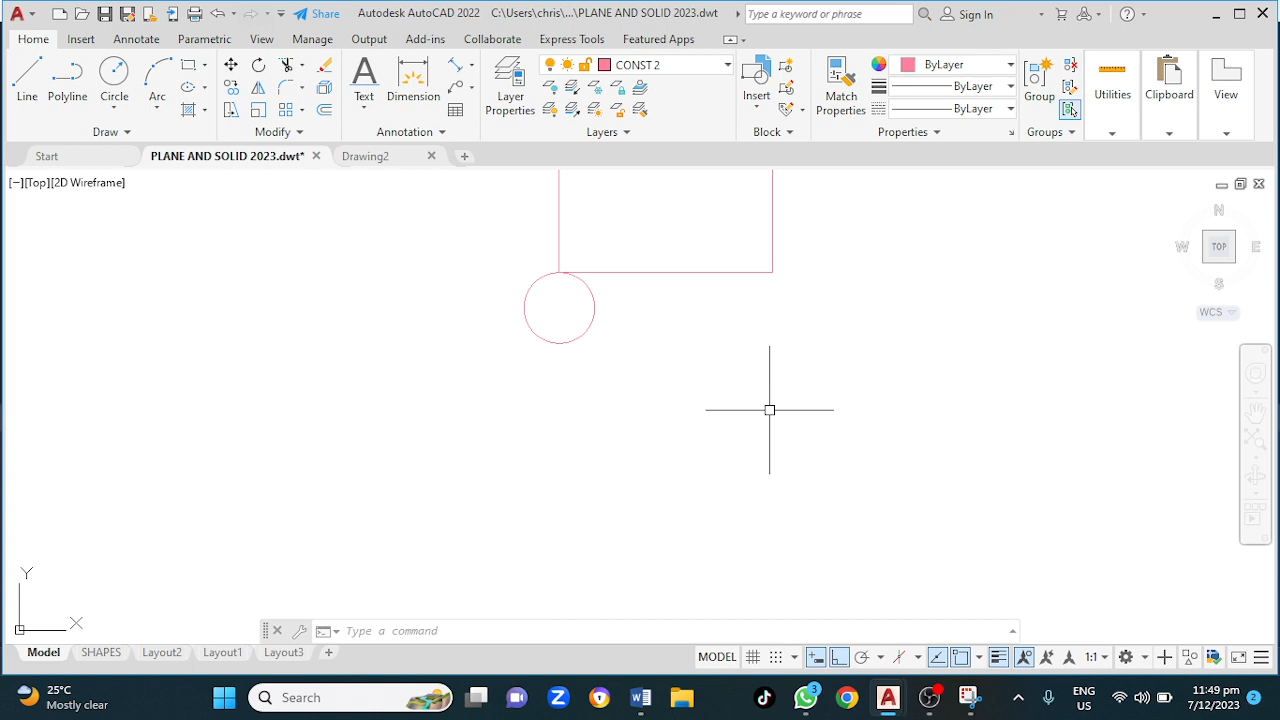 Share Autodesk AutoCAD 2022 C:\Users\chris\...\PLANE AND SOLID 2023.dwt Type a keyword or phrase Sign In
Home Insert Annotate Parametric View Manage Output Add-ins Collaborate Express Tools Featured Apps
CONST 2
ByLayer
ByLayer
ByLayer
Line Polyline Circle Arc Text Dimension Layer Properties Insert Match Properties Group Utilities Clipboard View
Draw Modify Annotation Layers Block Properties Groups
Start PLANE AND SOLID 2023.dwt* Drawing2
[−][Top][2D Wireframe]
N
W TOP E
S
WCS
Y
X
Type a command
Model SHAPES Layout2 Layout1 Layout3 MODEL 1:1
25°C
Mostly clear
Search
3
ENG
US
11:49 pm
7/12/2023
2